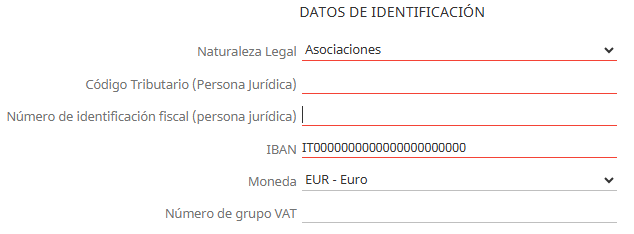 DATOS DE IDENTIFICACIÓN
Naturaleza Legal Asociaciones
Código Tributario (Persona Jurídica)
Número de identificación fiscal (persona jurídica)
IBAN IT0000000000000000000000
Moneda EUR - Euro
Número de grupo VAT